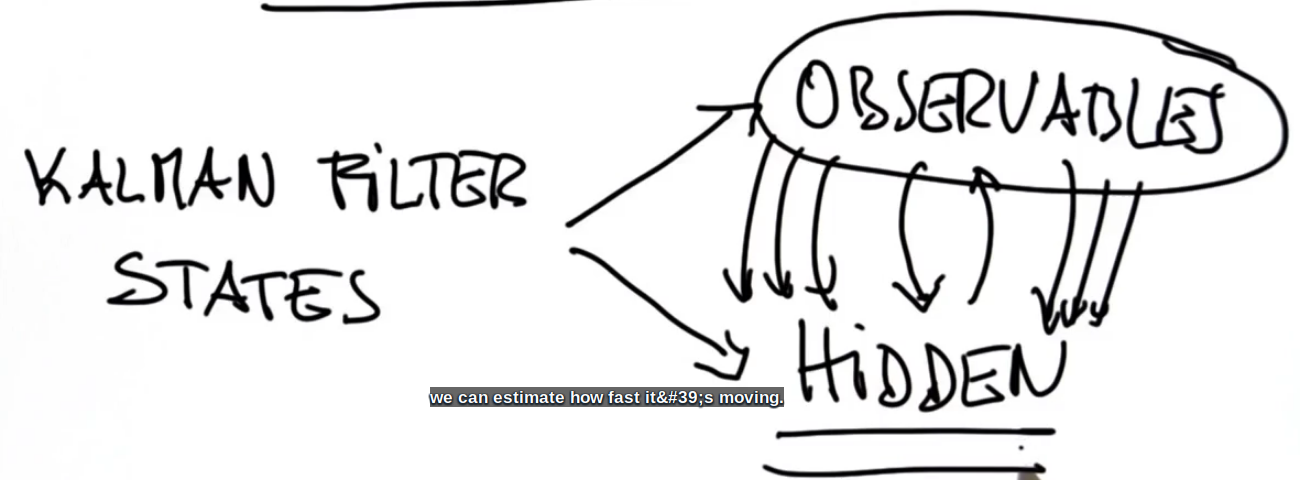 OBSERVABLES
KALMAN FILTER
STATES
HIDDEN
we can estimate how fast it&#39;s moving.